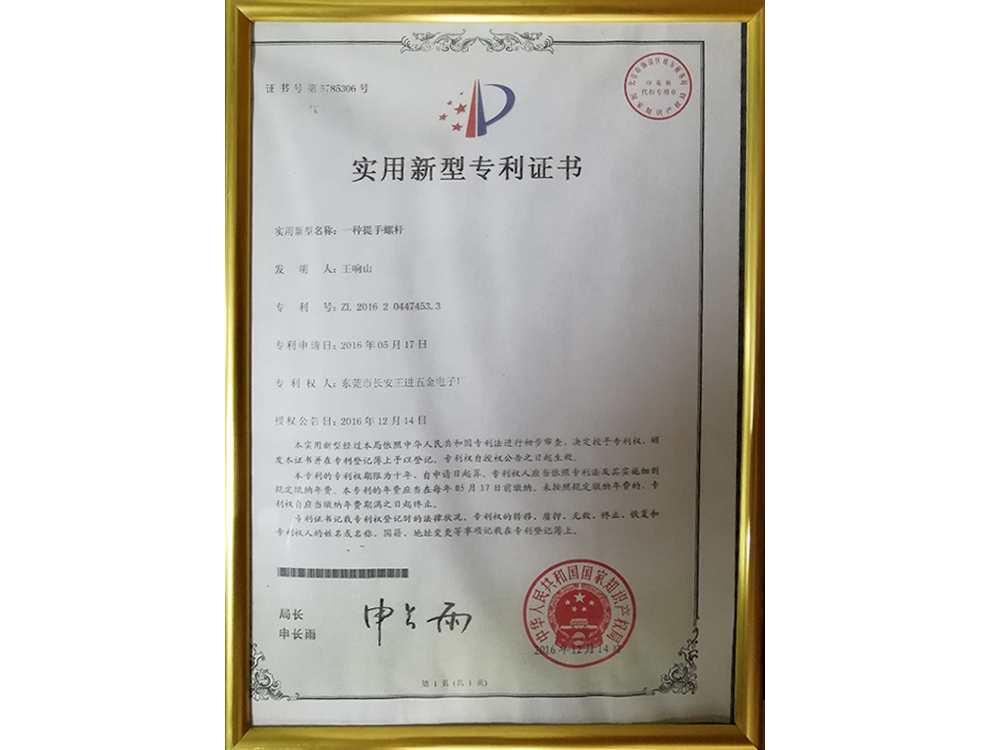 证书号第5785306号
实用新型专利证书
实用新型名称：一种提手螺杆
发 明 人：王响山
专 利 号：ZL 2016 2 0447453.3
专利申请日：2016年05月17日
专 利 权 人：东莞市长安王进五金电子厂
授权公告日：2016年12月14日
本实用新型经过本局依照中华人民共和国专利法进行初步审查，决定授予专利权，颁
发本证书并在专利登记簿上予以登记。专利权自授权公告之日起生效。
本专利的专利权期限为十年，自申请日起算。专利权人应当依照专利法及其实施细则
规定缴纳年费。本专利的年费应当在每年05月17日前缴纳。未按照规定缴纳年费的，专
利权自应当缴纳年费期满之日起终止。
专利证书记载专利权登记时的法律状况。专利权的转移、质押、无效、终止、恢复和
专利权人的姓名或名称、国籍、地址变更等事项记载在专利登记簿上。
局长
申长雨
申长雨
中华人民共和国国家知识产权局
2016年12月14日
第 1 页 (共 1 页)